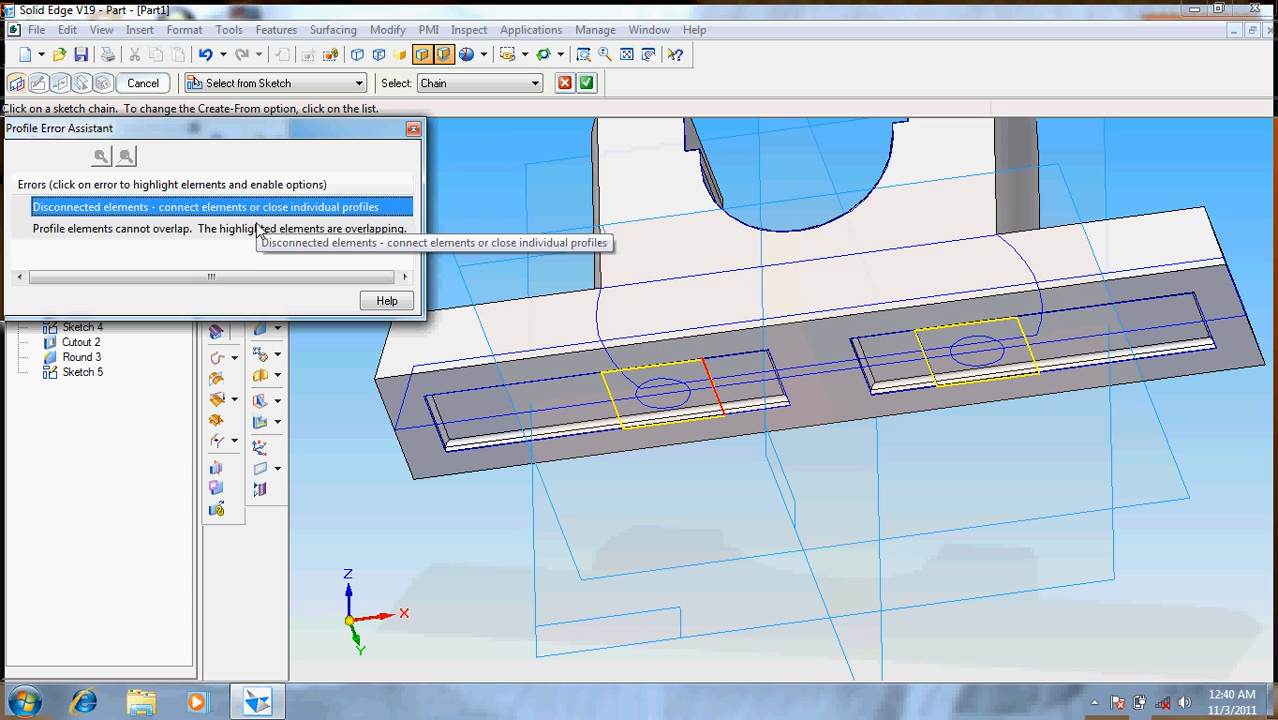 Solid Edge V19 - Part - [Part1]
File Edit View Insert Format Tools Features Surfacing Modify PMI Inspect Applications Manage Window Help
Cancel Select from Sketch Select: Chain
Click on a sketch chain. To change the Create-From option, click on the list.
Profile Error Assistant
Errors (click on error to highlight elements and enable options)
Disconnected elements - connect elements or close individual profiles
Profile elements cannot overlap. The highlighted elements are overlapping.
Disconnected elements - connect elements or close individual profiles
Help
Sketch 4
Cutout 2
Round 3
Sketch 5
Z
X
Y
12:40 AM
11/3/2011